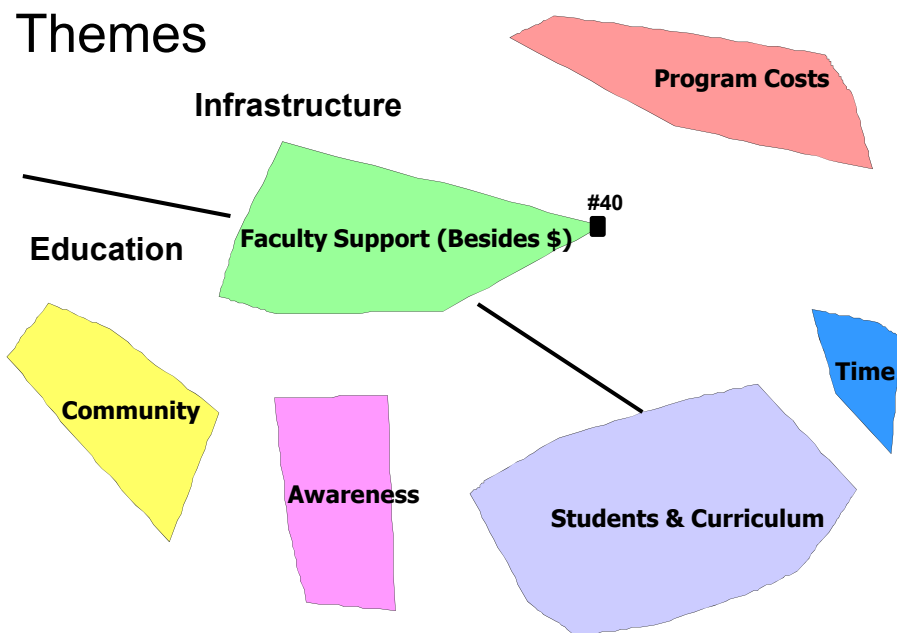 Themes
Program Costs
Infrastructure
#40
Faculty Support (Besides $)
Education
Time
Community
Awareness
Students & Curriculum